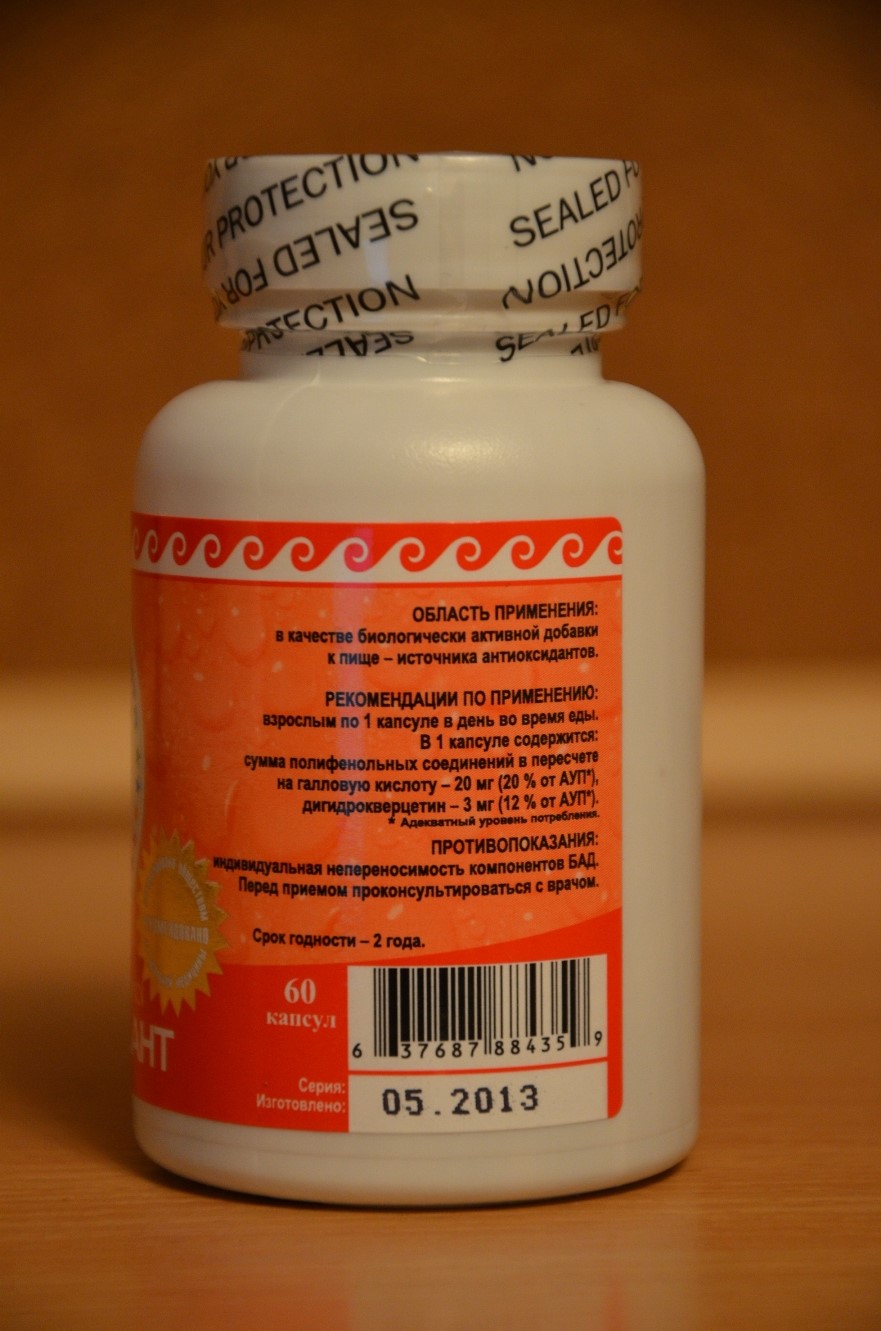 PROTECTION
SEALED FOR
SEALED
SEALED FOR
PROTECTION
ОБЛАСТЬ ПРИМЕНЕНИЯ:
в качестве биологически активной добавки
к пище – источника антиоксидантов.
РЕКОМЕНДАЦИИ ПО ПРИМЕНЕНИЮ:
взрослым по 1 капсуле в день во время еды.
В 1 капсуле содержится:
сумма полифенольных соединений в пересчете
на галловую кислоту – 20 мг (20 % от АУП*),
дигидрокверцетин – 3 мг (12 % от АУП*).
* Адекватный уровень потребления.
ПРОТИВОПОКАЗАНИЯ:
индивидуальная непереносимость компонентов БАД.
Перед приемом проконсультироваться с врачом.
Срок годности – 2 года.
60
капсул
6 37687 88435 9
АНТ
Серия:
Изготовлено:
05.2013